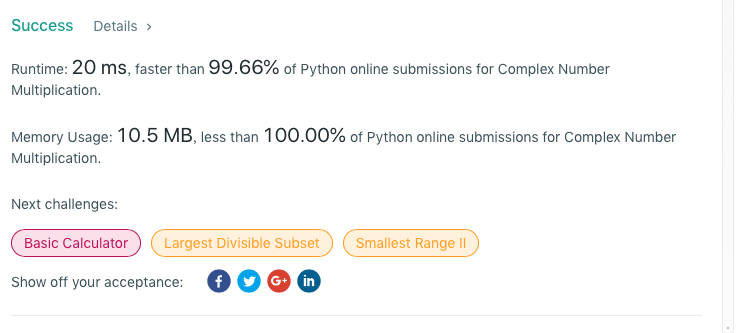 Success Details >
Runtime: 20 ms, faster than 99.66% of Python online submissions for Complex Number
Multiplication.
Memory Usage: 10.5 MB, less than 100.00% of Python online submissions for Complex Number
Multiplication.
Next challenges:
Basic Calculator Largest Divisible Subset Smallest Range II
Show off your acceptance: f G+ in